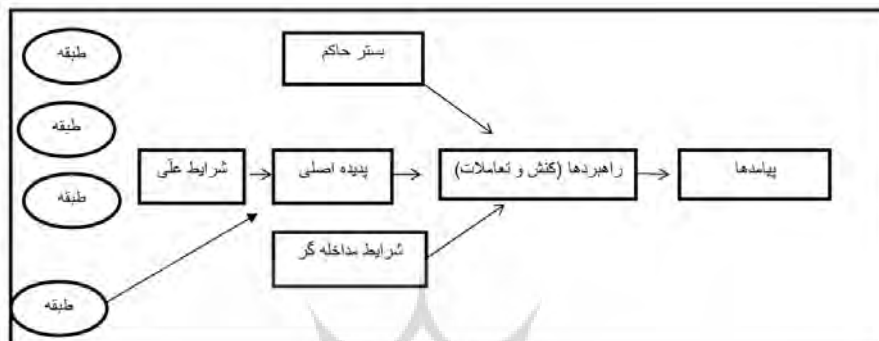 طبقه
بستر حاکم
طبقه
شرایط علّی
پدیده اصلی
راهبردها (کنش و تعاملات)
پیامدها
طبقه
شرایط مداخله گر
طبقه